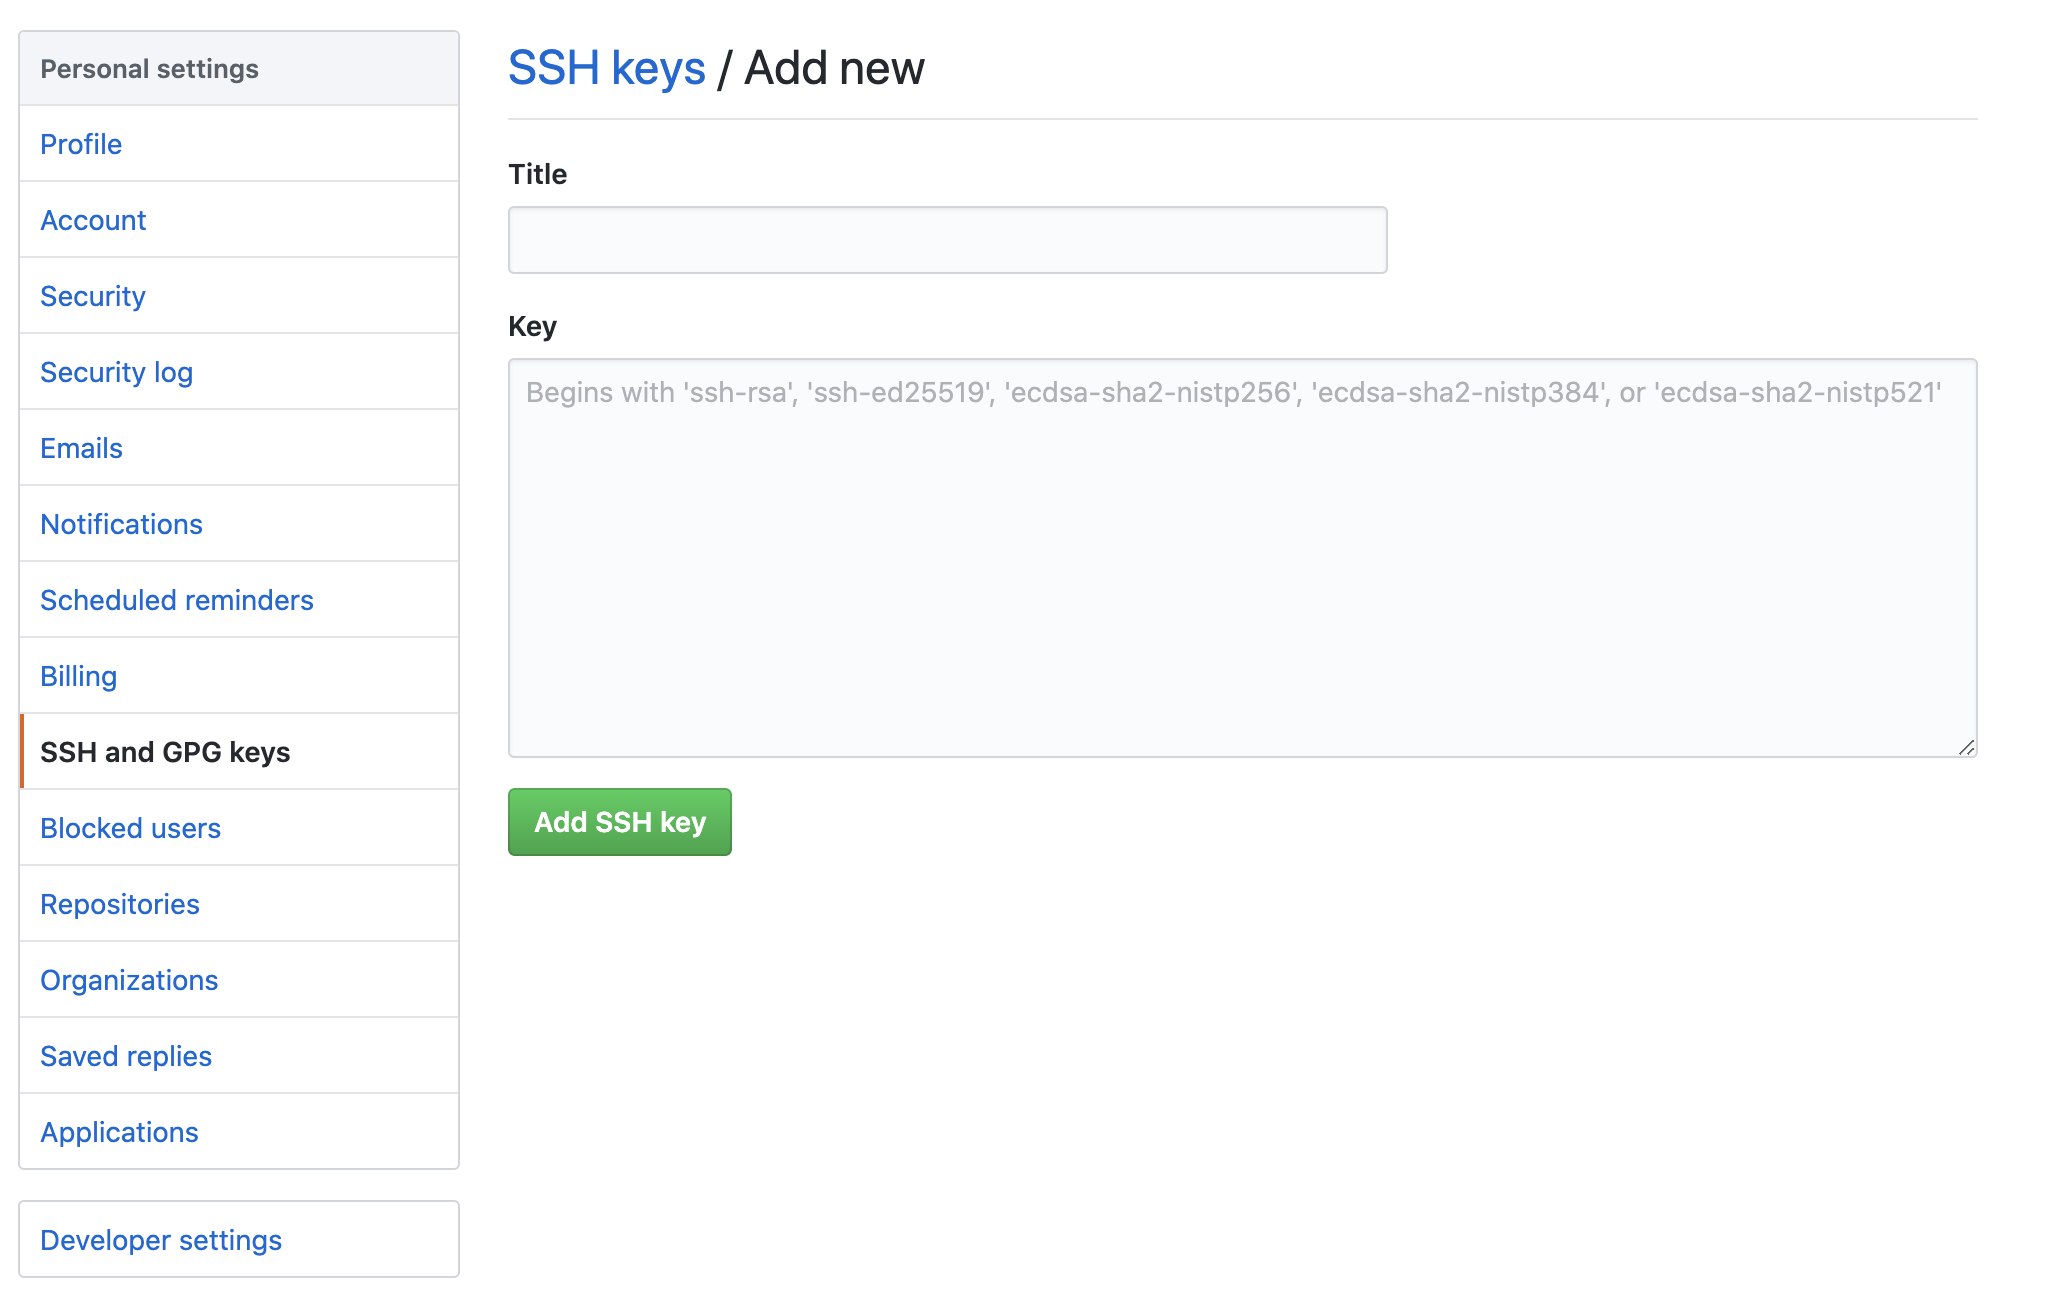 Personal settings
Profile
Account
Security
Security log
Emails
Notifications
Scheduled reminders
Billing
SSH and GPG keys
Blocked users
Repositories
Organizations
Saved replies
Applications
Developer settings
SSH keys / Add new
Title
Key
Begins with 'ssh-rsa', 'ssh-ed25519', 'ecdsa-sha2-nistp256', 'ecdsa-sha2-nistp384', or 'ecdsa-sha2-nistp521'
Add SSH key